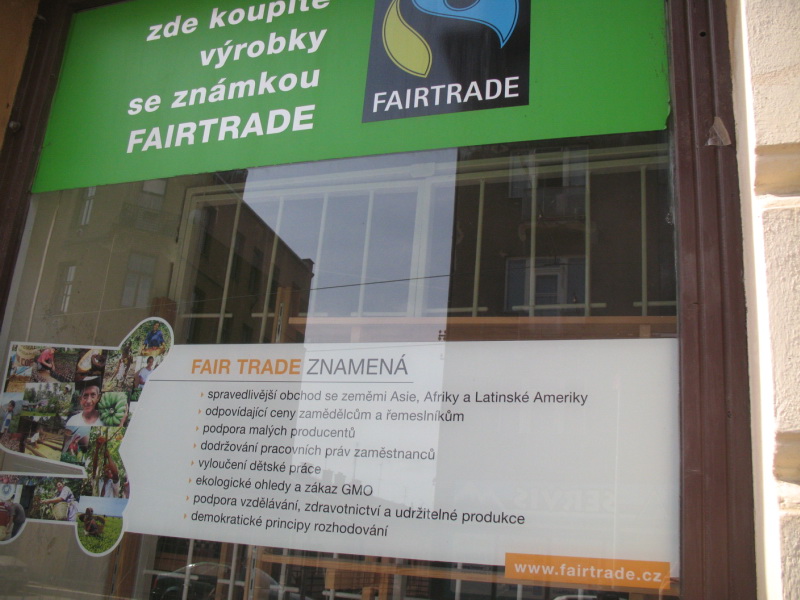 zde koupíte
výrobky
se známkou
FAIRTRADE
FAIRTRADE
FAIR TRADE ZNAMENÁ
spravedlivější obchod se zeměmi Asie, Afriky a Latinské Ameriky
odpovídající ceny zamědělcům a řemeslníkům
podpora malých producentů
dodržování pracovních práv zaměstnanců
vyloučení dětské práce
ekologické ohledy a zákaz GMO
podpora vzdělávání, zdravotnictví a udržitelné produkce
demokratické principy rozhodování
www.fairtrade.cz